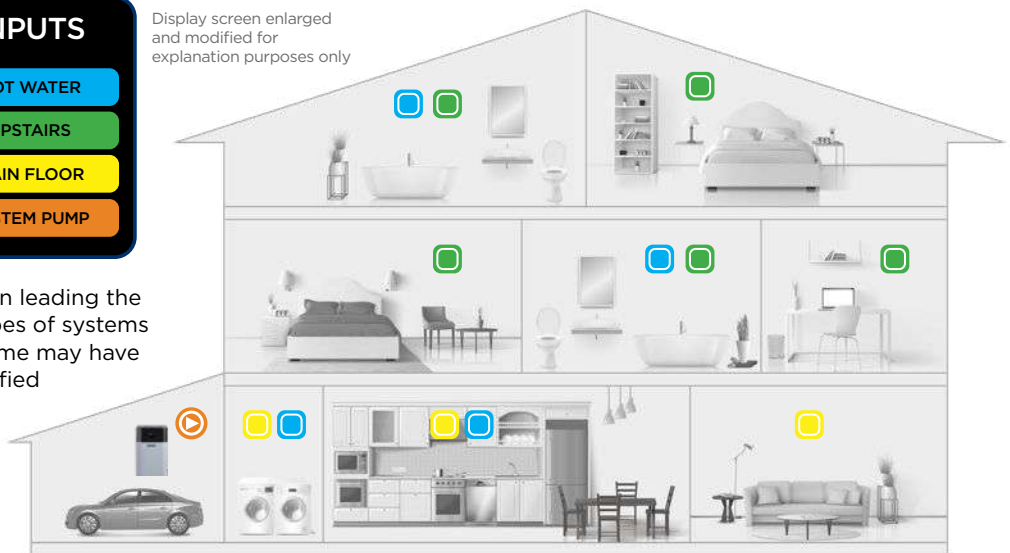 NPUTS
OT WATER
PSTAIRS
AIN FLOOR
TEM PUMP
Display screen enlarged
and modified for
explanation purposes only
n leading the
pes of systems
me may have
fied